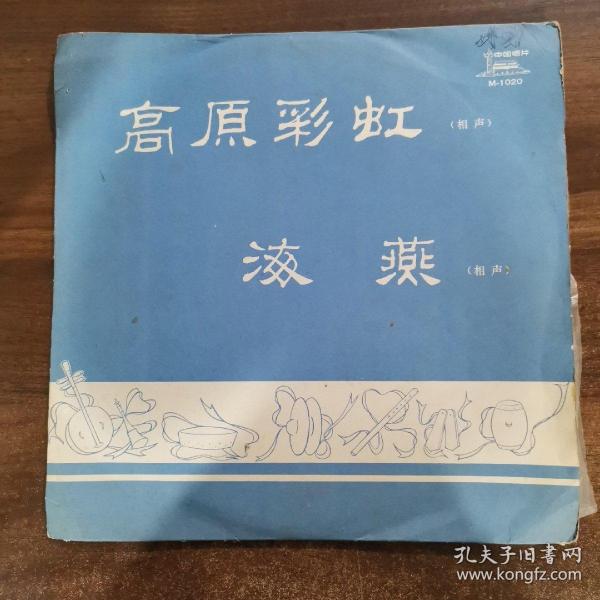 中国唱片
M-1020
高原彩虹（相声）
海燕（相声）
孔夫子旧书网
www.kongfz.com